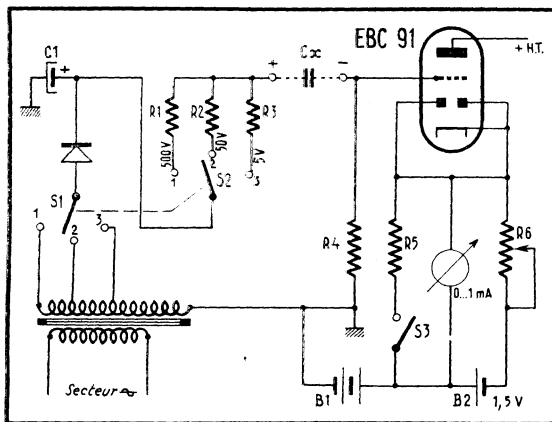 EBC 91
+ H.T.
C1
+
+
Cx
-
R1
R2
R3
500V
50V
5V
1
2
3
S1
S2
1
2
3
R4
R5
R6
0...1 mA
S3
Secteur ~
B1
B2
1,5 V